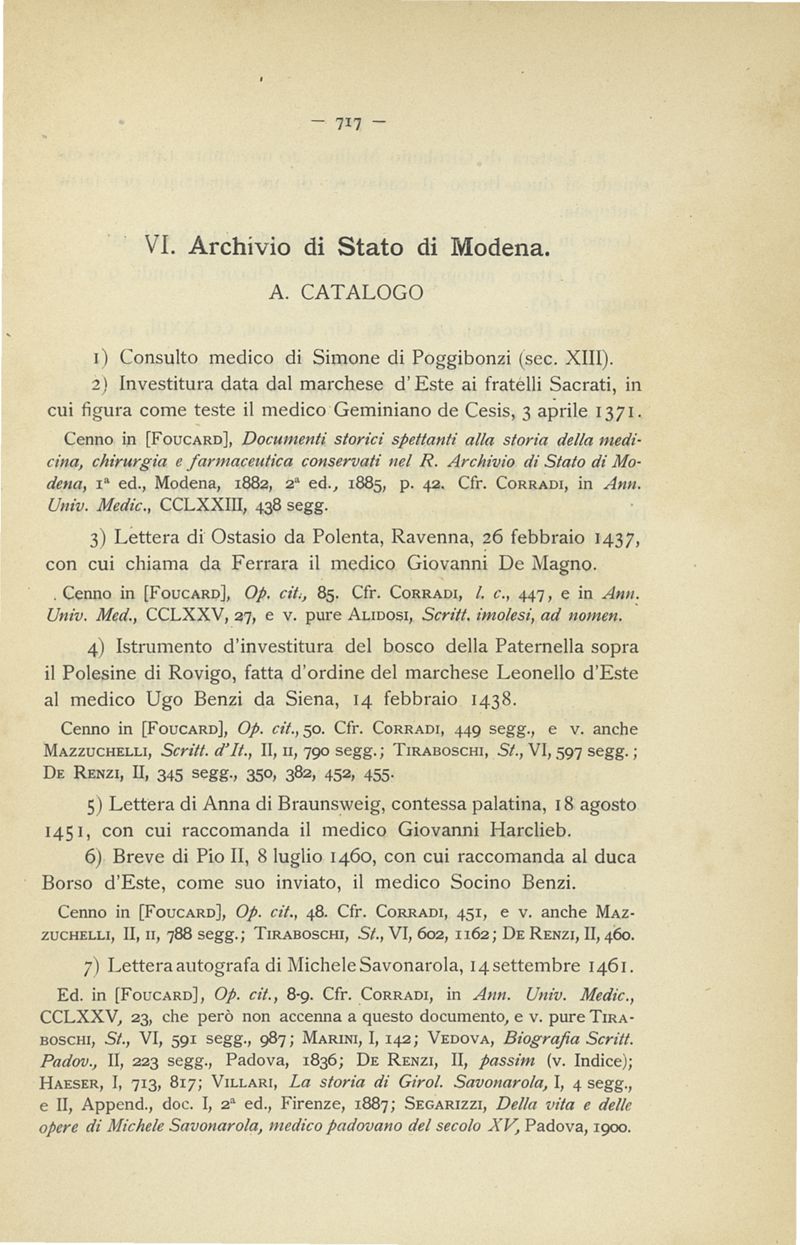 — 717 —
VI. Archivio di Stato di Modena.
A. CATALOGO
1) Consulto medico di Simone di Poggibonzi (sec. XIII).
2) Investitura data dal marchese d'Este ai fratelli Sacrati, in
cui figura come teste il medico Geminiano de Cesis, 3 aprile 1371.
Cenno in [FOUCARD], Documenti storici spettanti alla storia della medi-
cina, chirurgia e farmaceutica conservati nel R. Archivio di Stato di Mo-
dena, 1ª ed., Modena, 1882, 2ª ed., 1885, p. 42. Cfr. CORRADI, in Ann.
Univ. Medic., CCLXXIII, 438 segg.
3) Lettera di Ostasio da Polenta, Ravenna, 26 febbraio 1437,
con cui chiama da Ferrara il medico Giovanni De Magno.
Cenno in [FOUCARD], Op. cit., 85. Cfr. CORRADI, l. c., 447, e in Ann.
Univ. Med., CCLXXV, 27, e v. pure ALIDOSI, Scritt. imolesi, ad nomen.
4) Istrumento d'investitura del bosco della Paternella sopra
il Polesine di Rovigo, fatta d'ordine del marchese Leonello d'Este
al medico Ugo Benzi da Siena, 14 febbraio 1438.
Cenno in [FOUCARD], Op. cit., 50. Cfr. CORRADI, 449 segg., e v. anche
MAZZUCHELLI, Scritt. d'It., II, II, 790 segg.; TIRABOSCHI, St., VI, 597 segg.;
DE RENZI, II, 345 segg., 350, 382, 452, 455.
5) Lettera di Anna di Braunsweig, contessa palatina, 18 agosto
1451, con cui raccomanda il medico Giovanni Harclieb.
6) Breve di Pio II, 8 luglio 1460, con cui raccomanda al duca
Borso d'Este, come suo inviato, il medico Socino Benzi.
Cenno in [FOUCARD], Op. cit., 48. Cfr. CORRADI, 451, e v. anche MAZ-
ZUCHELLI, II, II, 788 segg.; TIRABOSCHI, St., VI, 602, 1162; DE RENZI, II, 460.
7) Lettera autografa di Michele Savonarola, 14 settembre 1461.
Ed. in [FOUCARD], Op. cit., 8-9. Cfr. CORRADI, in Ann. Univ. Medic.,
CCLXXV, 23, che però non accenna a questo documento, e v. pure TIRA-
BOSCHI, St., VI, 591 segg., 987; MARINI, I, 142; VEDOVA, Biografia Scritt.
Padov., II, 223 segg., Padova, 1836; DE RENZI, II, passim (v. Indice);
HAESER, I, 713, 817; VILLARI, La storia di Girol. Savonarola, I, 4 segg.,
e II, Append., doc. I, 2ª ed., Firenze, 1887; SEGARIZZI, Della vita e delle
opere di Michele Savonarola, medico padovano del secolo XV, Padova, 1900.